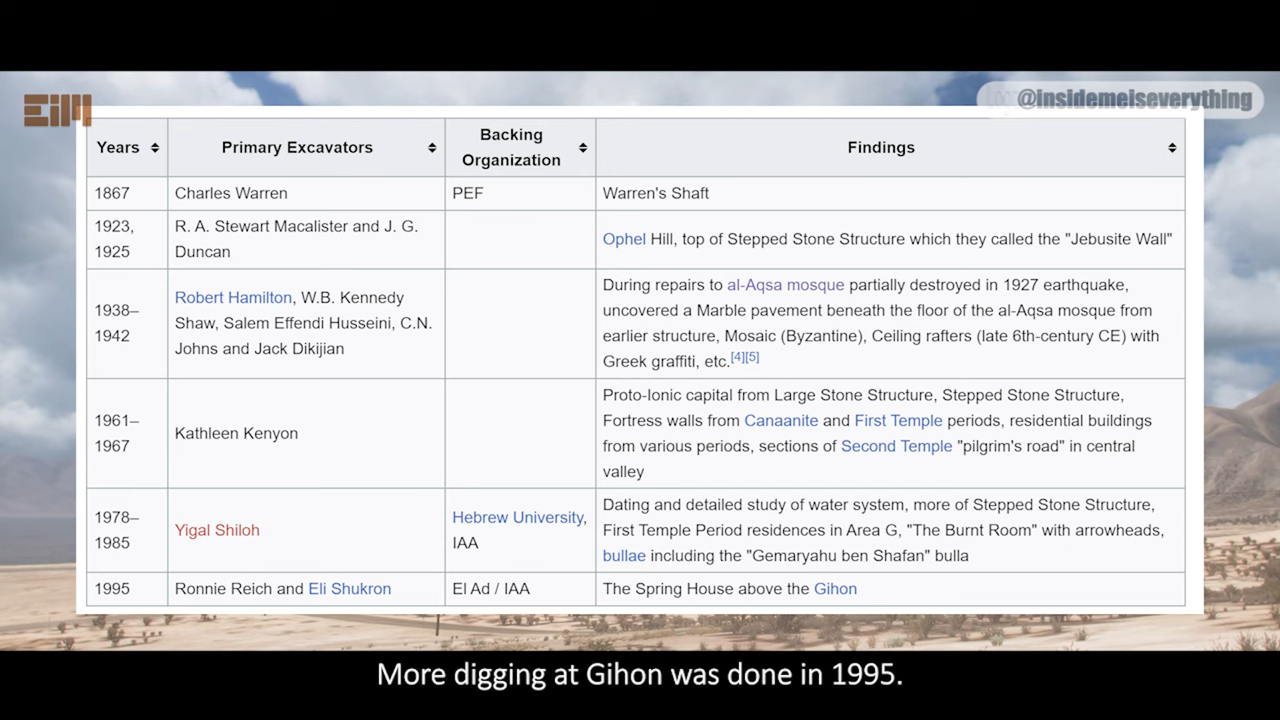 EiM
@insidemeiseverything
Years
Primary Excavators
Backing
Organization
Findings
1867
Charles Warren
PEF
Warren's Shaft
1923,
1925
R. A. Stewart Macalister and J. G.
Duncan
Ophel Hill, top of Stepped Stone Structure which they called the "Jebusite Wall"
1938–
1942
Robert Hamilton, W.B. Kennedy
Shaw, Salem Effendi Husseini, C.N.
Johns and Jack Dikijian
During repairs to al-Aqsa mosque partially destroyed in 1927 earthquake,
uncovered a Marble pavement beneath the floor of the al-Aqsa mosque from
earlier structure, Mosaic (Byzantine), Ceiling rafters (late 6th-century CE) with
Greek graffiti, etc.[4][5]
1961–
1967
Kathleen Kenyon
Proto-Ionic capital from Large Stone Structure, Stepped Stone Structure,
Fortress walls from Canaanite and First Temple periods, residential buildings
from various periods, sections of Second Temple "pilgrim's road" in central
valley
1978–
1985
Yigal Shiloh
Hebrew University,
IAA
Dating and detailed study of water system, more of Stepped Stone Structure,
First Temple Period residences in Area G, "The Burnt Room" with arrowheads,
bullae including the "Gemaryahu ben Shafan" bulla
1995
Ronnie Reich and Eli Shukron
El Ad / IAA
The Spring House above the Gihon
More digging at Gihon was done in 1995.